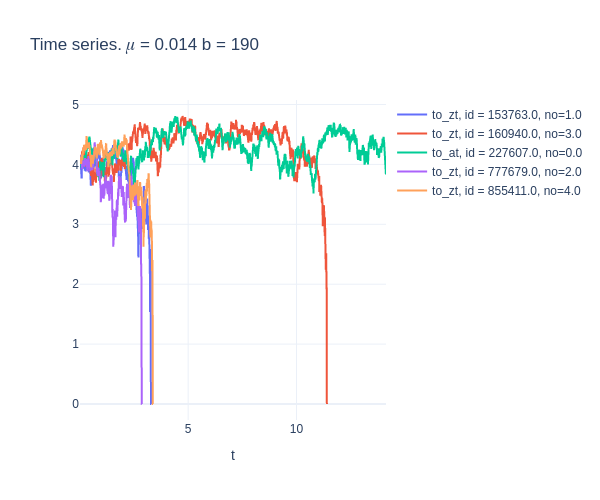 Time series. μ = 0.014 b = 190
5
4
3
2
1
0
5
10
t
to_zt, id = 153763.0, no=1.0
to_zt, id = 160940.0, no=3.0
to_at, id = 227607.0, no=0.0
to_zt, id = 777679.0, no=2.0
to_zt, id = 855411.0, no=4.0